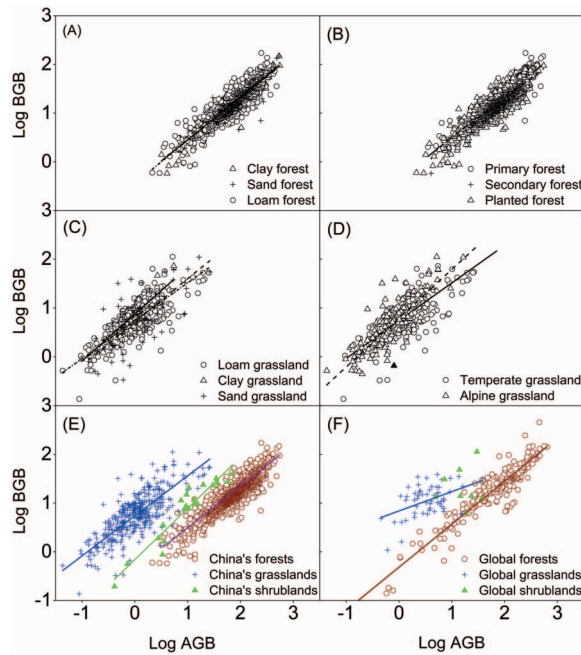 3
(A)
(B)
2
Log BGB
1
0
Clay forest
Sand forest
Loam forest
Primary forest
Secondary forest
Planted forest
3
(C)
(D)
2
Log BGB
1
0
Loam grassland
Clay grassland
Sand grassland
Temperate grassland
Alpine grassland
3
(E)
(F)
2
Log BGB
1
0
China's forests
China's grasslands
China's shrublands
Global forests
Global grasslands
Global shrublands
-1
-1 0 1 2 3 -1 0 1 2 3
Log AGB Log AGB